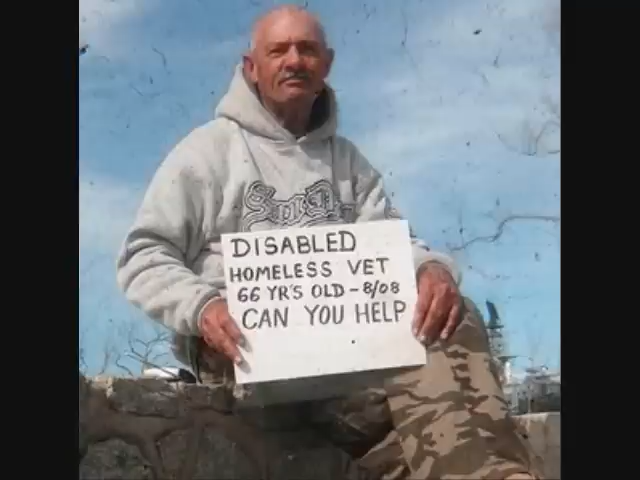 DISABLED
HOMELESS VET
66 YR'S OLD - 8/08
CAN YOU HELP